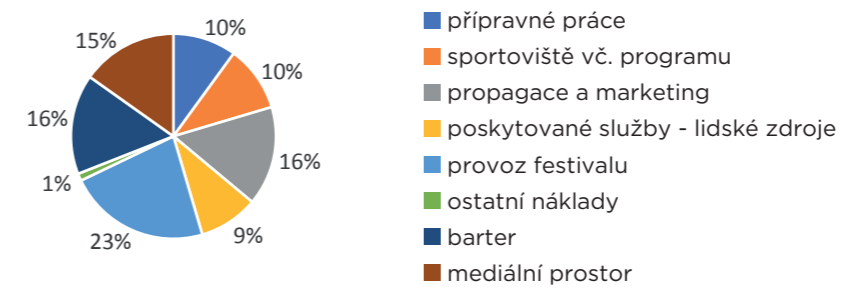 10%
10%
16%
9%
23%
1%
16%
15%
přípravné práce
sportoviště vč. programu
propagace a marketing
poskytované služby - lidské zdroje
provoz festivalu
ostatní náklady
barter
mediální prostor